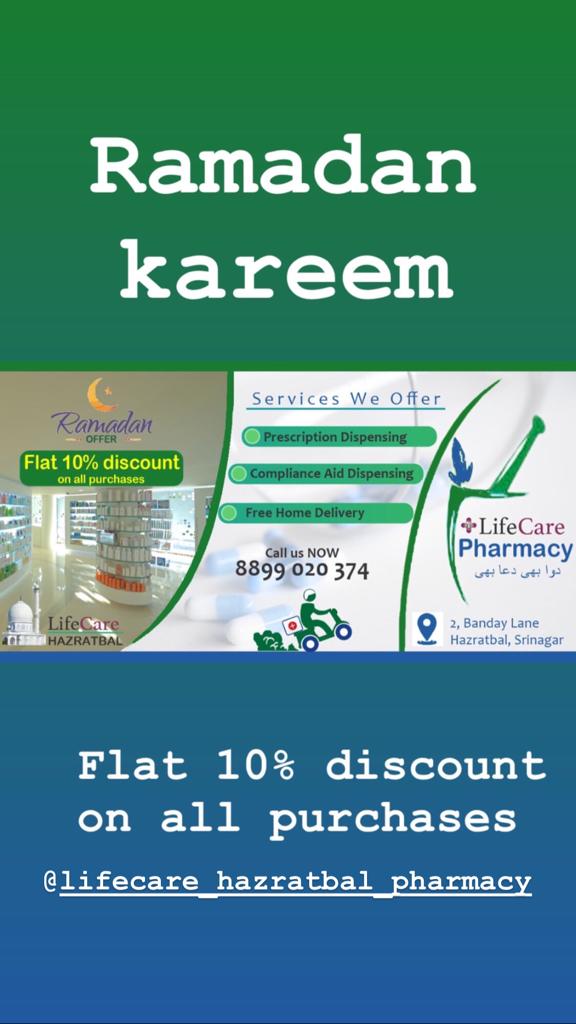 Ramadan
kareem
Ramadan
OFFER
Flat 10% discount
on all purchases
LifeCare
HAZRATBAL
Services We Offer
Prescription Dispensing
Compliance Aid Dispensing
Free Home Delivery
Call us NOW
8899 020 374
LifeCare
Pharmacy
دوا بھی دعا بھی
2, Banday Lane
Hazratbal, Srinagar
Flat 10% discount
on all purchases
@lifecare_hazratbal_pharmacy